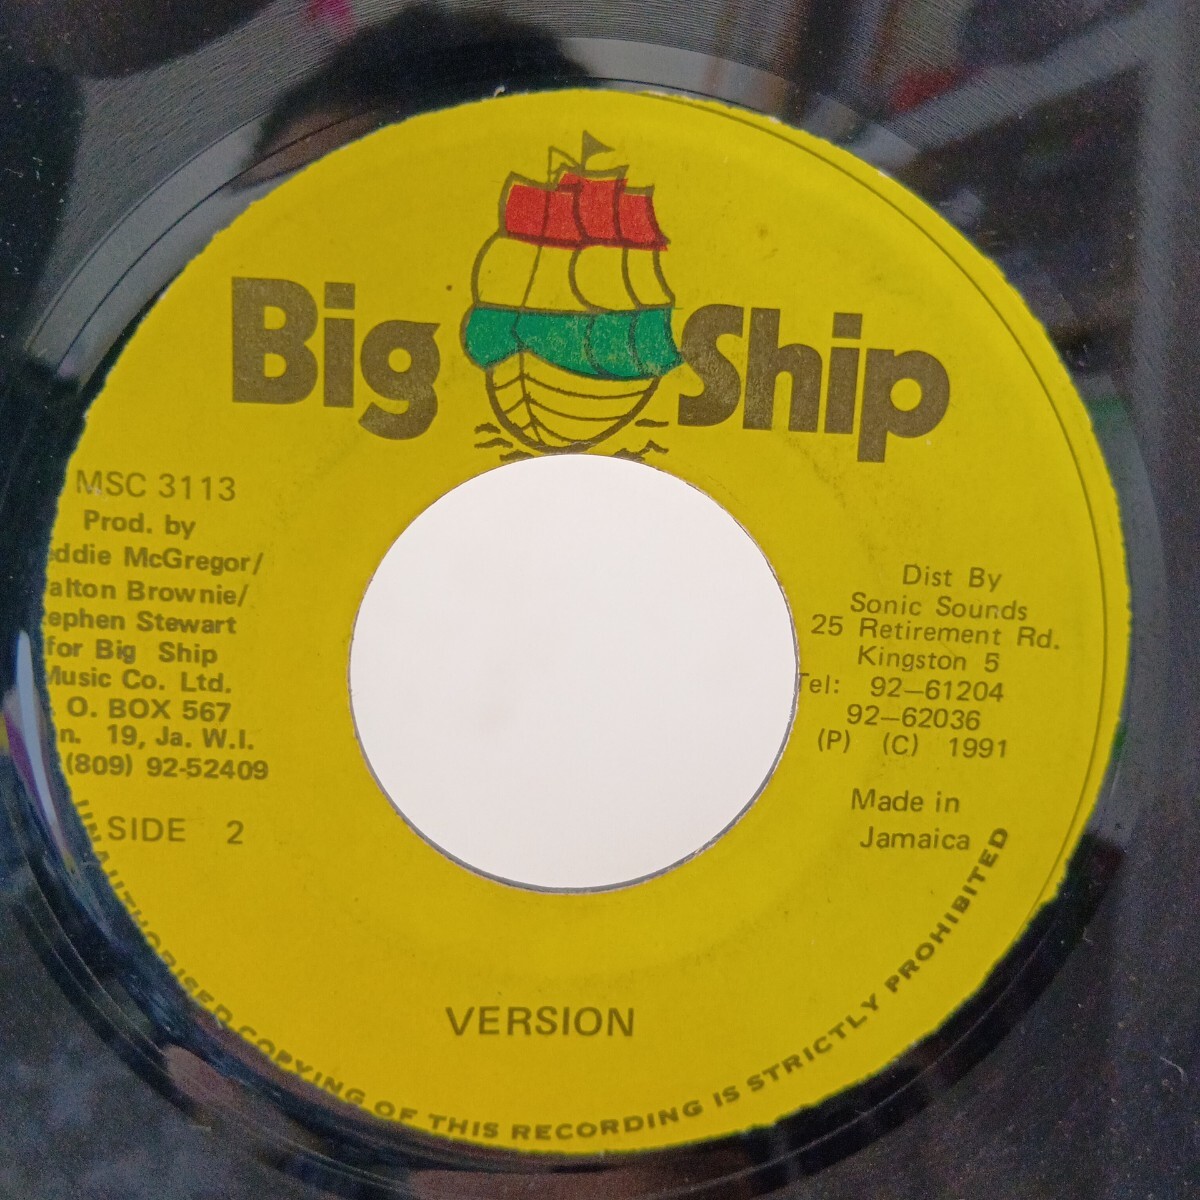 Big Ship
MSC 3113
Prod. by
eddie McGregor/
alton Brownie/
tephen Stewart
for Big Ship
Music Co. Ltd.
. O. BOX 567
n. 19, Ja. W.I.
(809) 92-52409
SIDE 2
Dist By
Sonic Sounds
25 Retirement Rd.
Kingston 5
Tel: 92-61204
92-62036
(P) (C) 1991
Made in
Jamaica
VERSION
UNAUTHORISED COPYING OF THIS RECORDING IS STRICTLY PROHIBITED